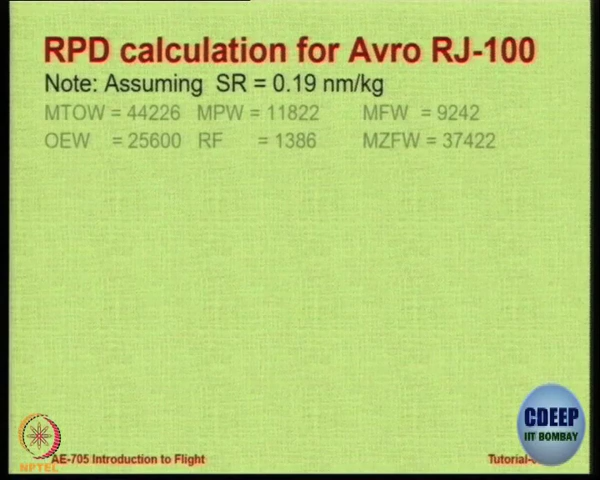 RPD calculation for Avro RJ-100
Note: Assuming SR = 0.19 nm/kg
MTOW = 44226 MPW = 11822 MFW = 9242
OEW = 25600 RF = 1386 MZFW = 37422
CDEEP
IIT BOMBAY
NPTEL
AE-705 Introduction to Flight